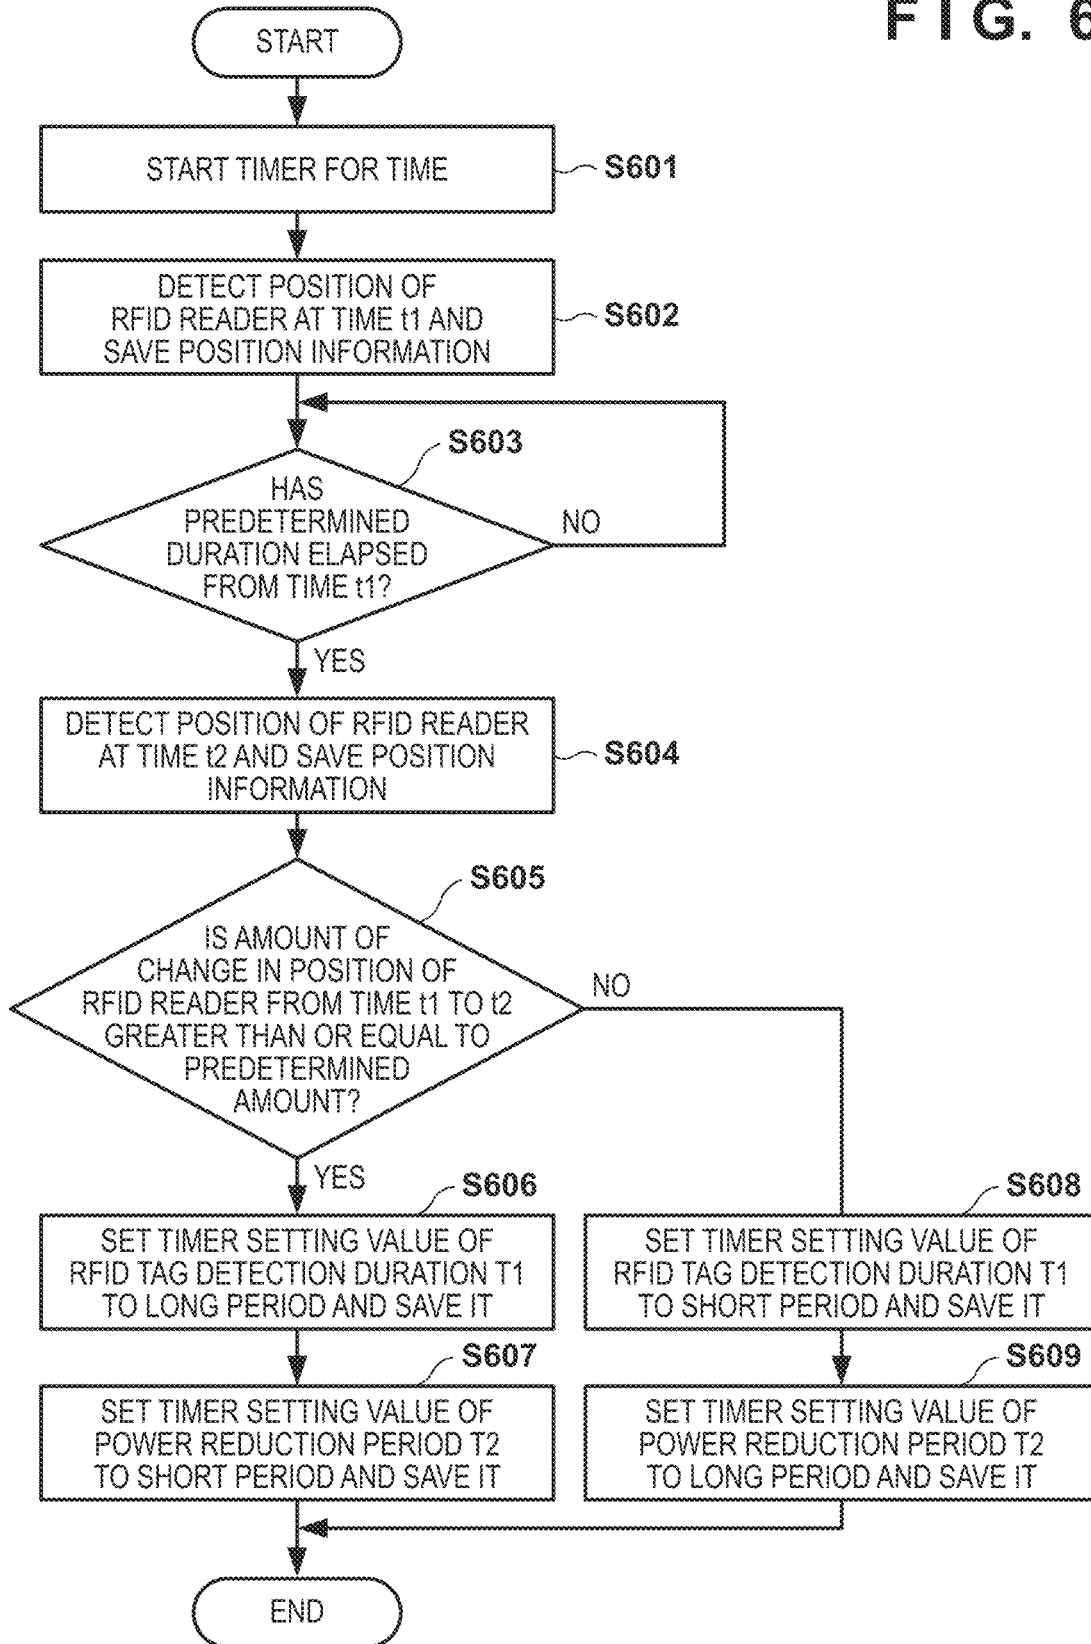 FIG. 6
START
START TIMER FOR TIME
S601
DETECT POSITION OF
RFID READER AT TIME t1 AND
SAVE POSITION INFORMATION
S602
S603
HAS
PREDETERMINED
DURATION ELAPSED
FROM TIME t1?
NO
YES
DETECT POSITION OF RFID READER
AT TIME t2 AND SAVE POSITION
INFORMATION
S604
S605
IS AMOUNT OF
CHANGE IN POSITION OF
RFID READER FROM TIME t1 TO t2
GREATER THAN OR EQUAL TO
PREDETERMINED
AMOUNT?
NO
YES
S606
SET TIMER SETTING VALUE OF
RFID TAG DETECTION DURATION T1
TO LONG PERIOD AND SAVE IT
S608
SET TIMER SETTING VALUE OF
RFID TAG DETECTION DURATION T1
TO SHORT PERIOD AND SAVE IT
S607
SET TIMER SETTING VALUE OF
POWER REDUCTION PERIOD T2
TO SHORT PERIOD AND SAVE IT
S609
SET TIMER SETTING VALUE OF
POWER REDUCTION PERIOD T2
TO LONG PERIOD AND SAVE IT
END